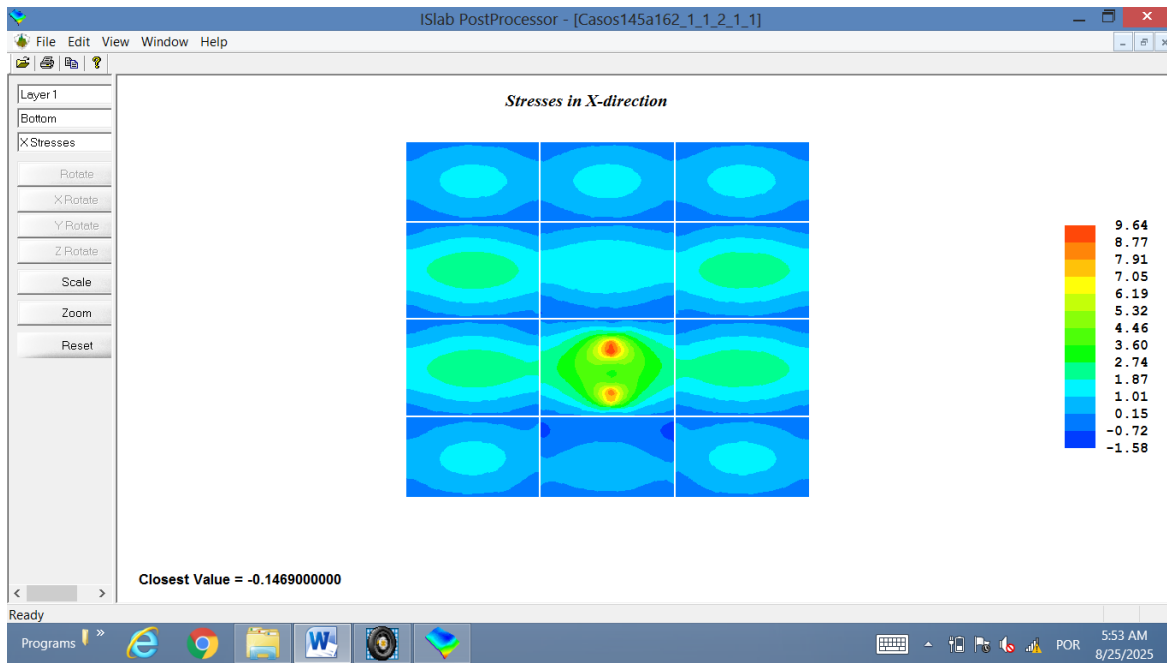 ISlab PostProcessor - [Casos145a162_1_1_2_1_1]
File Edit View Window Help
Layer 1
Bottom
X Stresses
Rotate
X Rotate
Y Rotate
Z Rotate
Scale
Zoom
Reset
Stresses in X-direction
9.64
8.77
7.91
7.05
6.19
5.32
4.46
3.60
2.74
1.87
1.01
0.15
-0.72
-1.58
Closest Value = -0.1469000000
Ready
Programs
POR
5:53 AM
8/25/2025